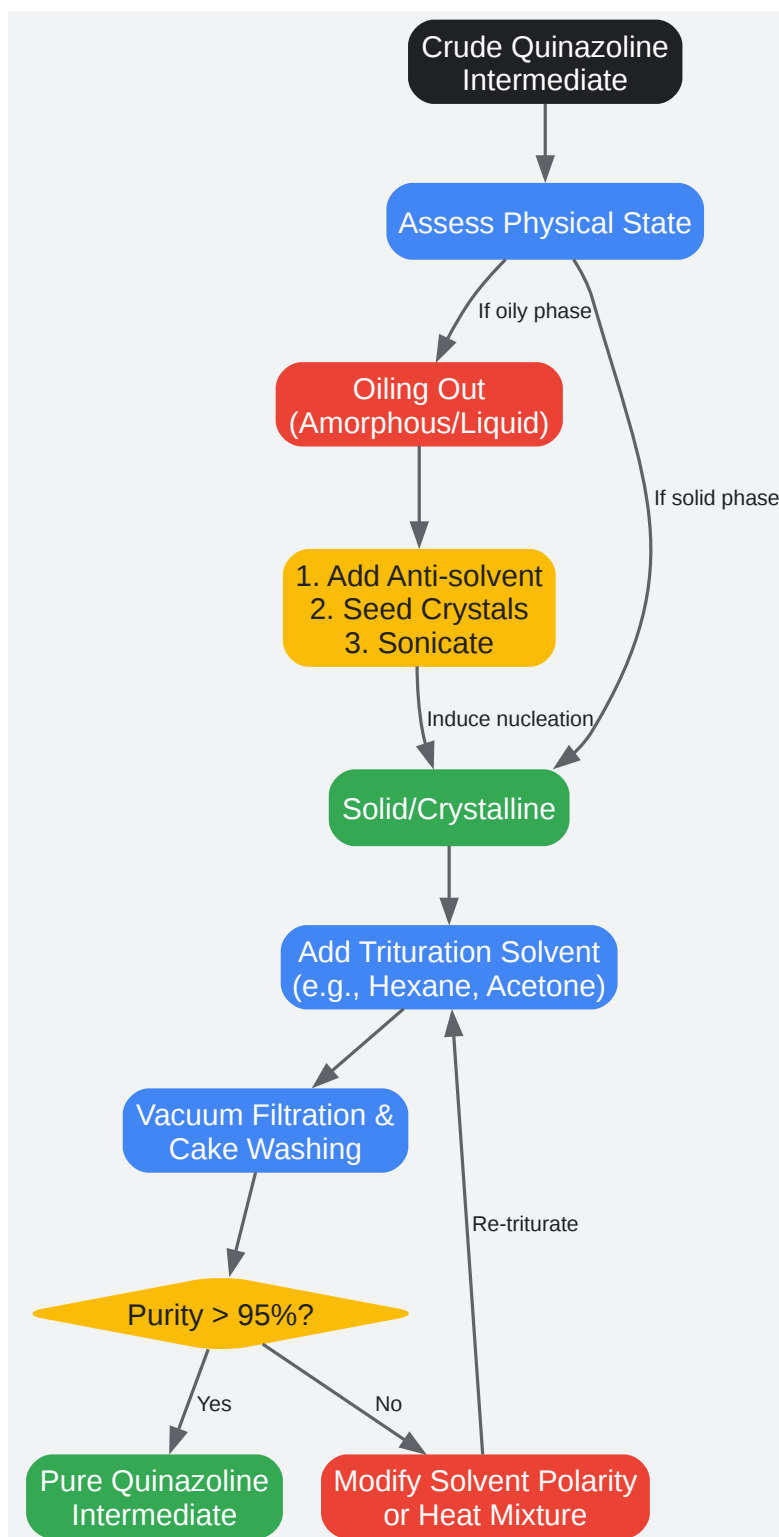 Crude Quinazoline
Intermediate
Assess Physical State
If oily phase
Oiling Out
(Amorphous/Liquid)
If solid phase
1. Add Anti-solvent
2. Seed Crystals
3. Sonicate
Induce nucleation
Solid/Crystalline
Add Trituration Solvent
(e.g., Hexane, Acetone)
Vacuum Filtration &
Cake Washing
Re-triturate
Purity > 95%?
Yes
No
Pure Quinazoline
Intermediate
Modify Solvent Polarity
or Heat Mixture